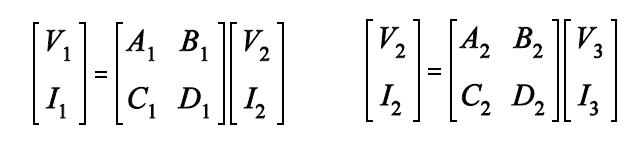 [V₁ I₁] = [A₁ B₁ C₁ D₁] [V₂ I₂]
[V₂ I₂] = [A₂ B₂ C₂ D₂] [V₃ I₃]